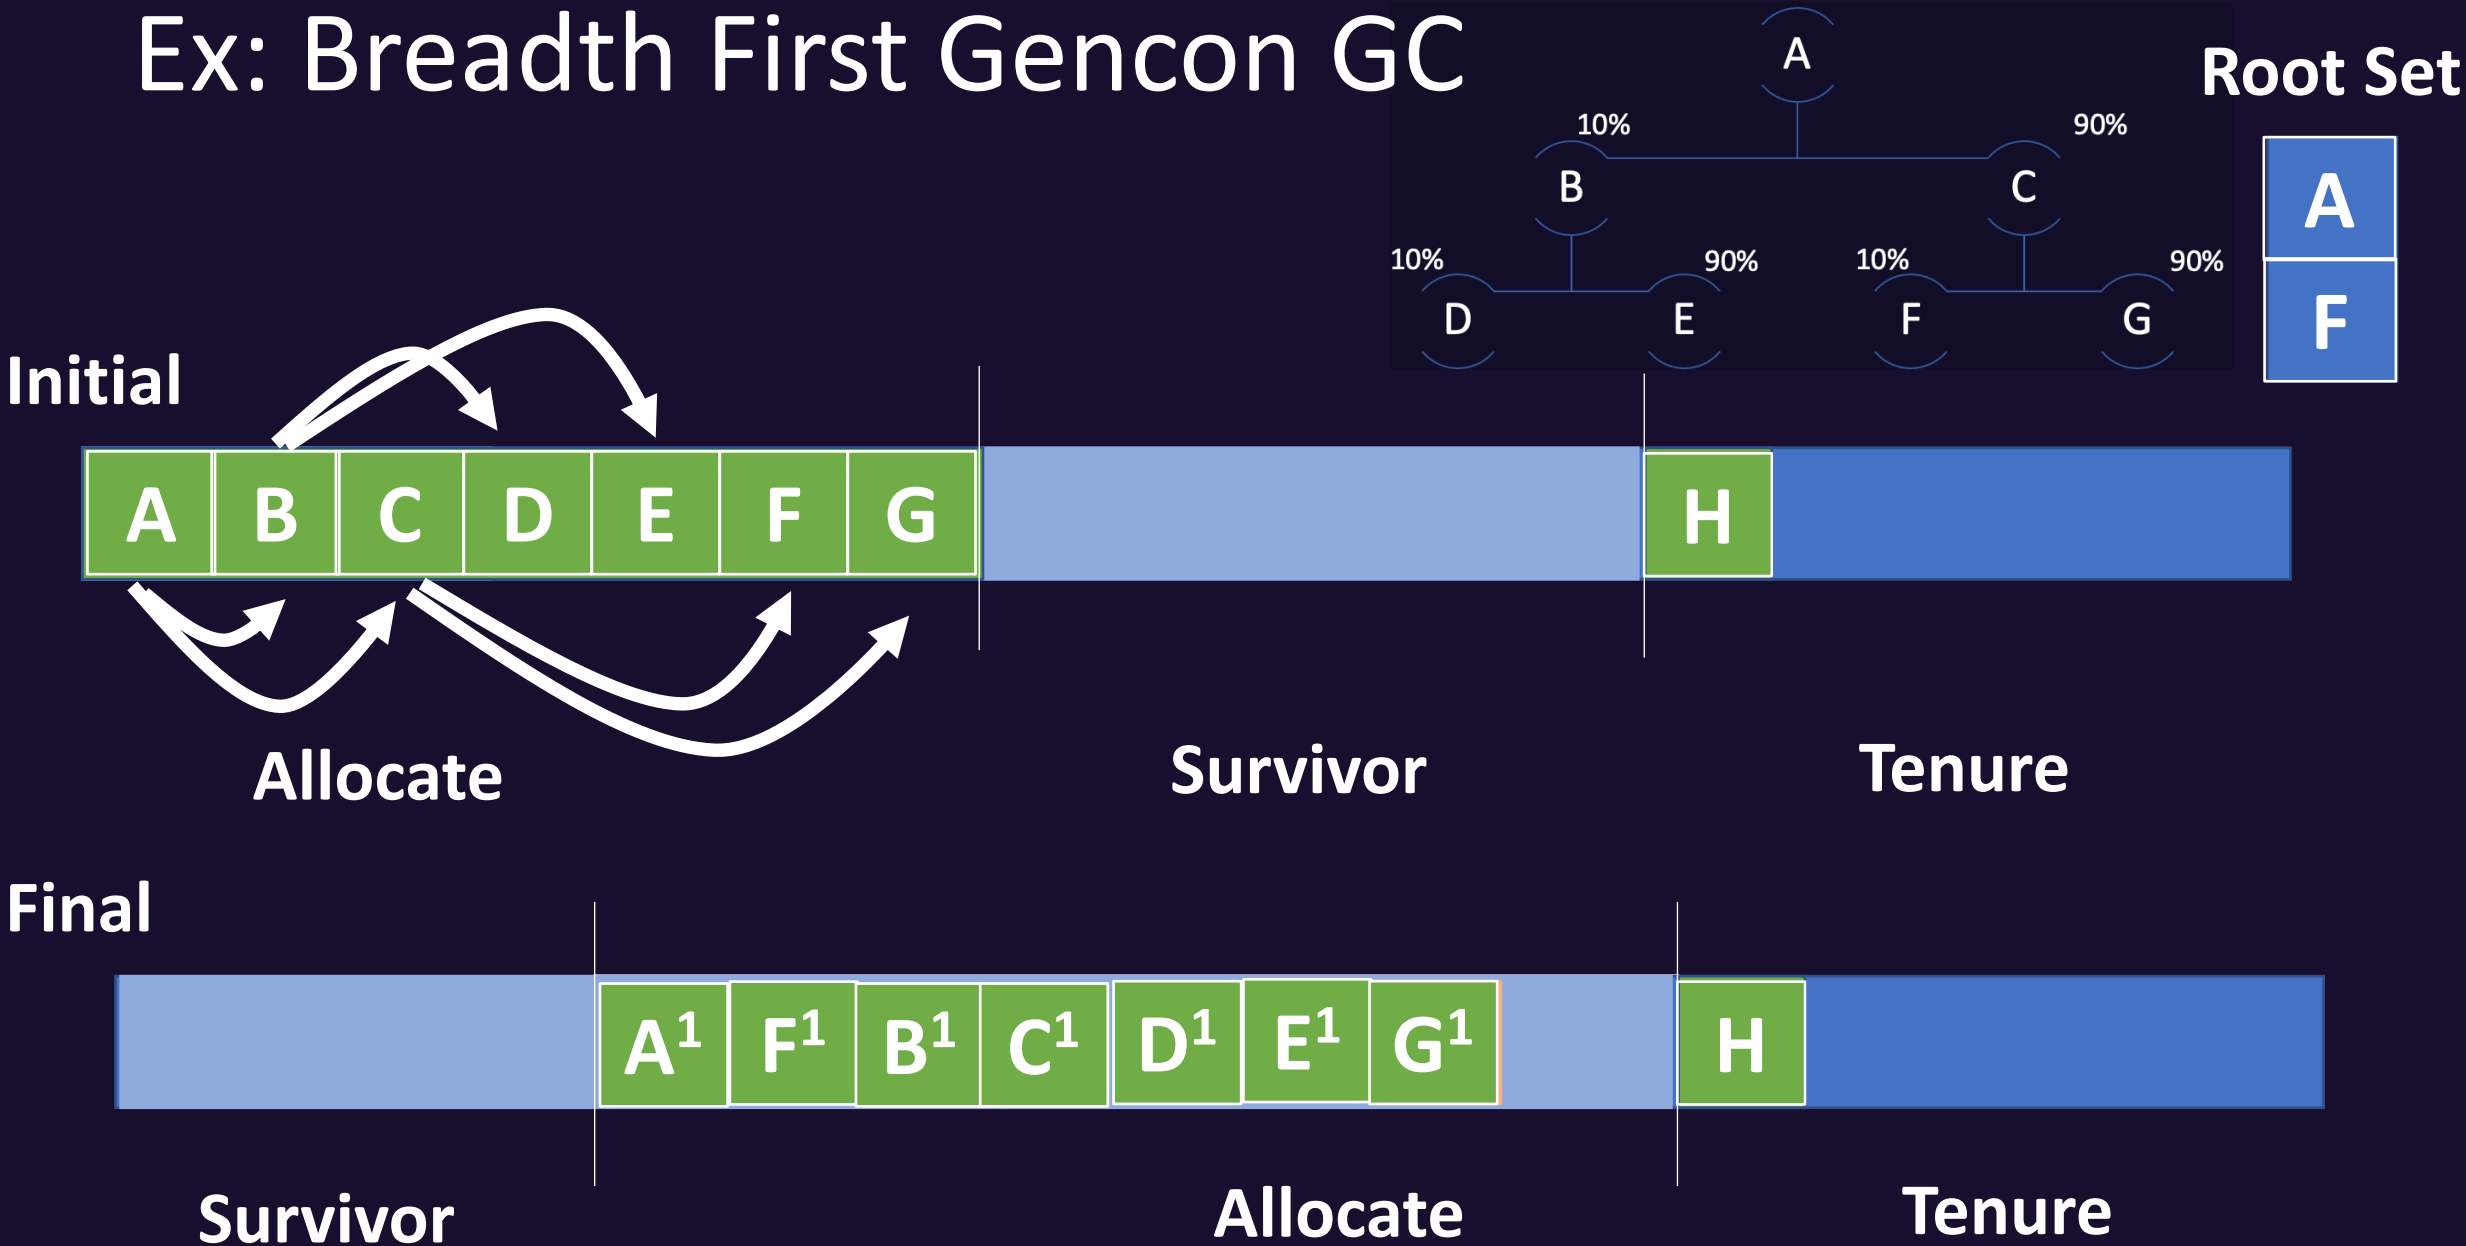 Ex: Breadth First Gencon GC
A
10%
90%
B
C
10%
90%
10%
90%
D
E
F
G
Root Set
A
F
Initial
A
B
C
D
E
F
G
H
Allocate
Survivor
Tenure
Final
A¹
F¹
B¹
C¹
D¹
E¹
G¹
H
Survivor
Allocate
Tenure